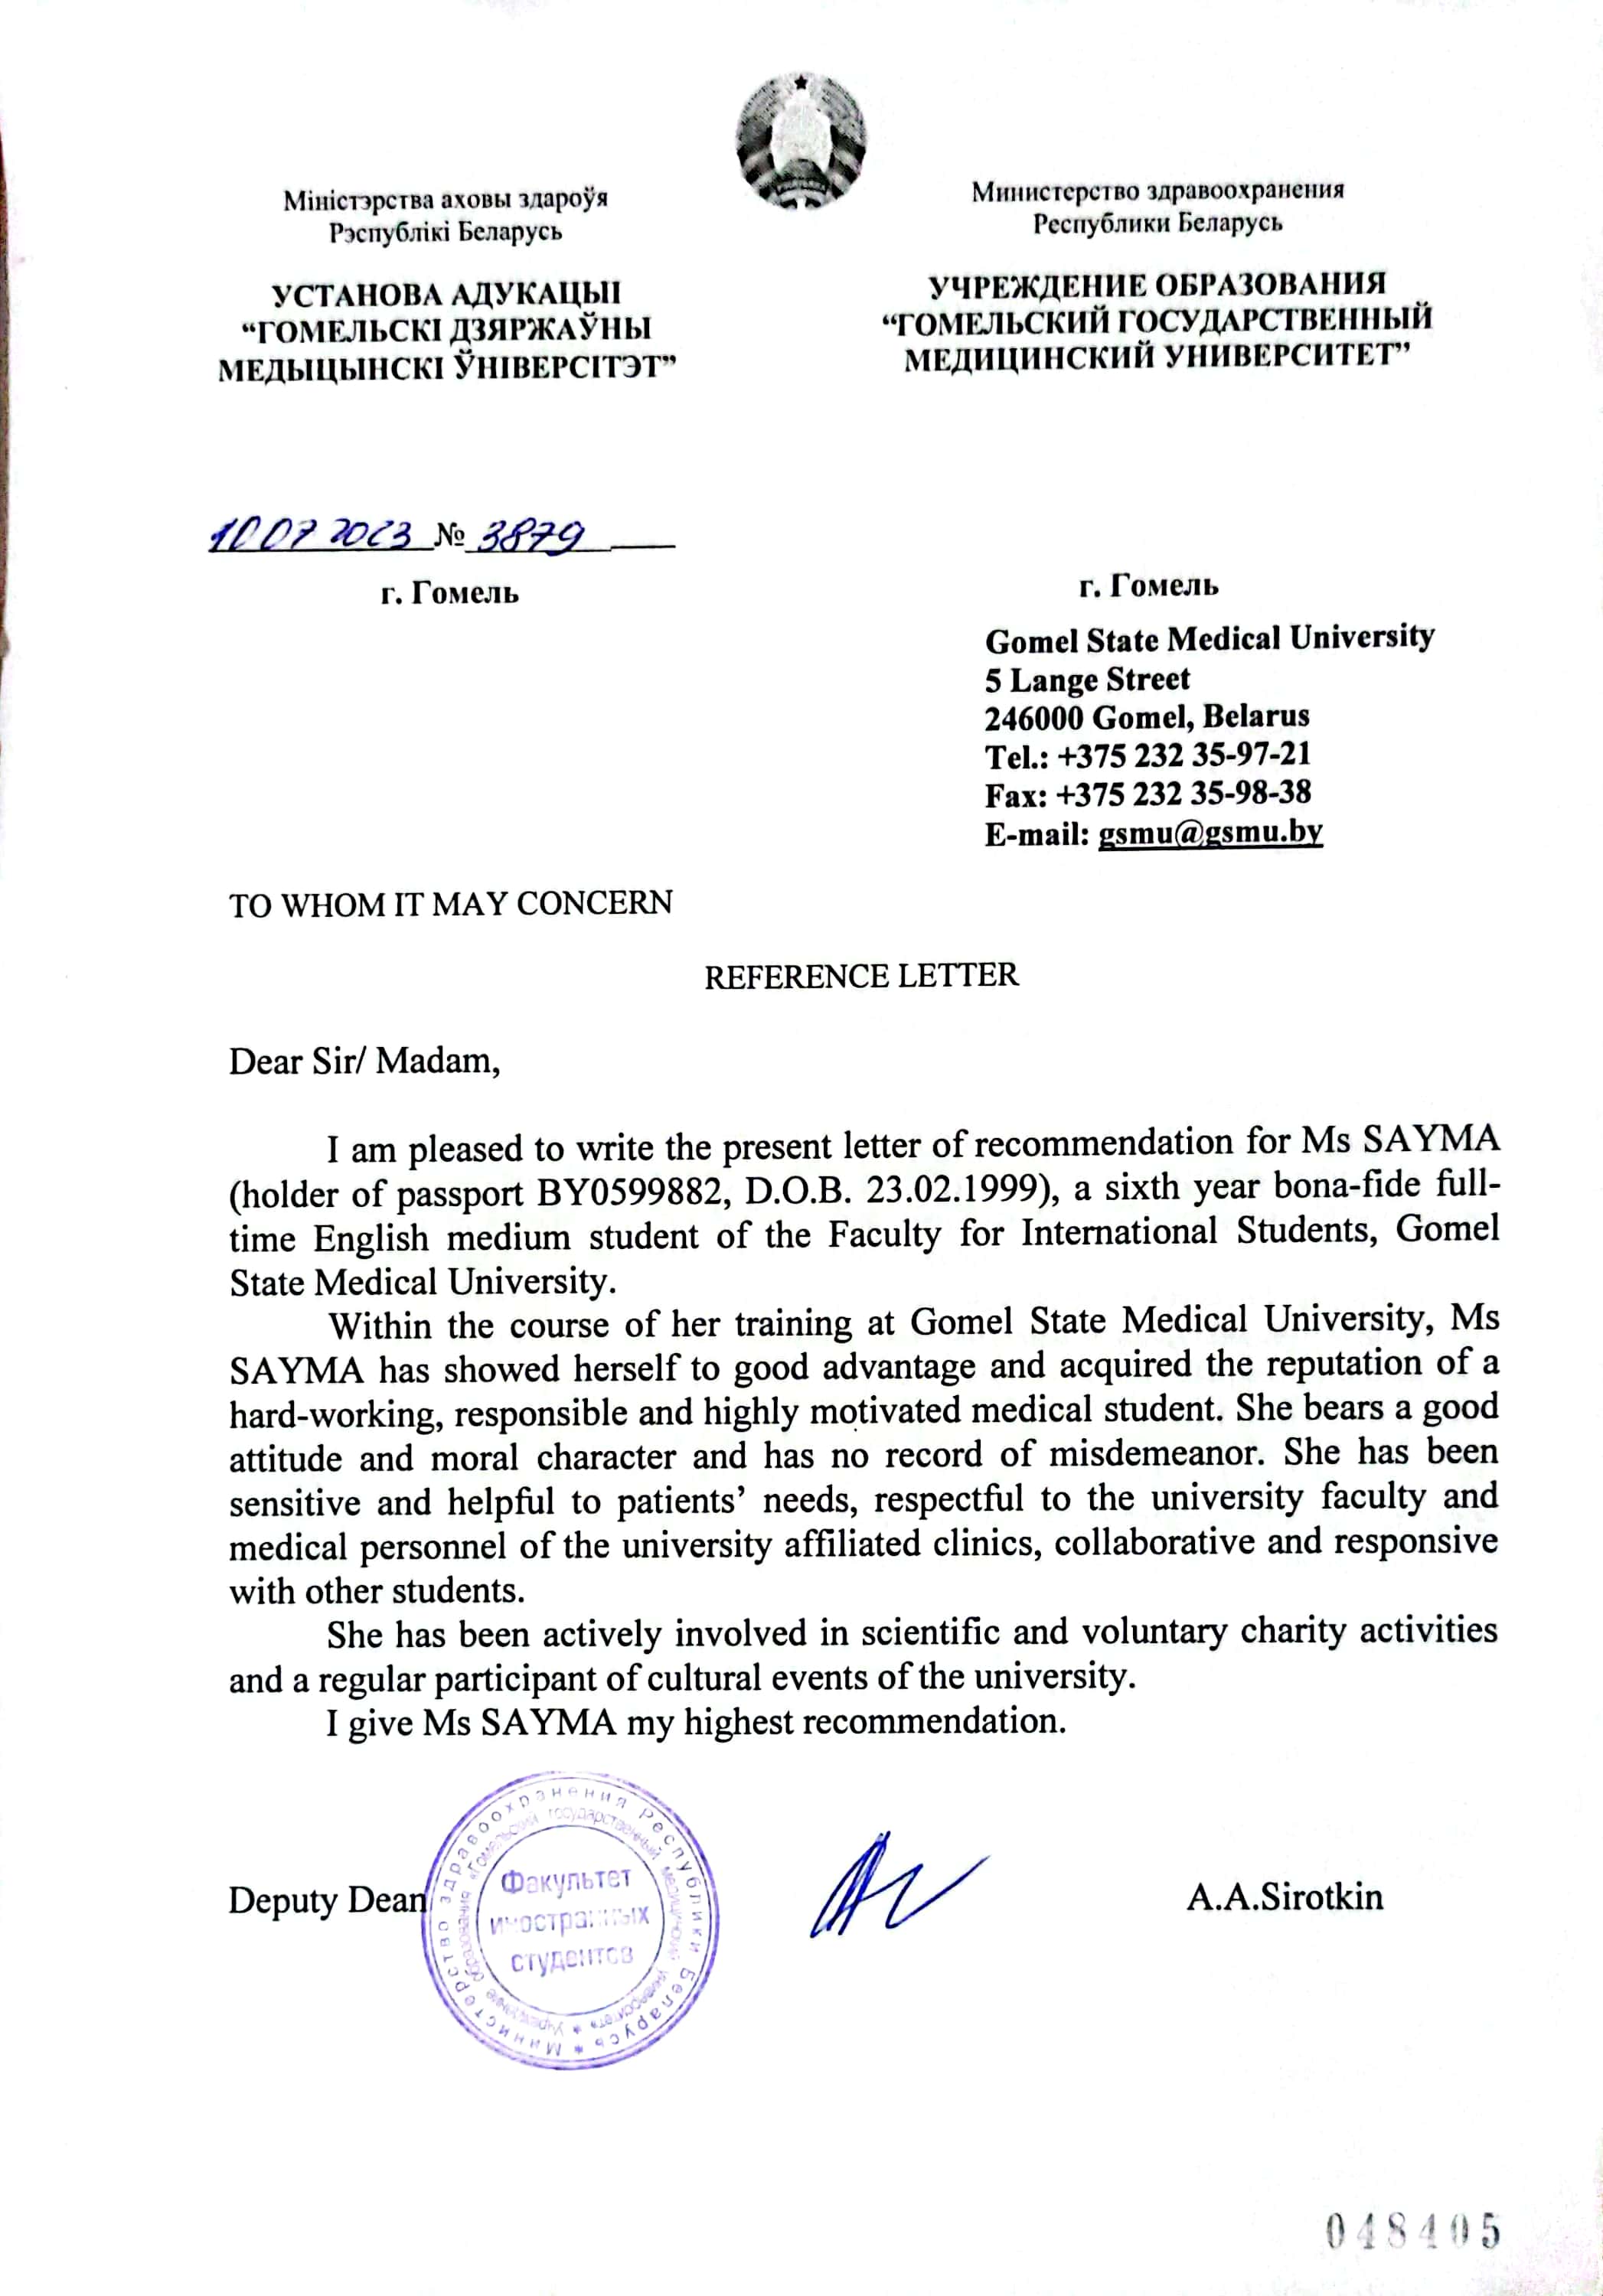 Міністэрства аховы здароўя
Рэспублікі Беларусь
УСТАНОВА АДУКАЦЫІ
“ГОМЕЛЬСКІ ДЗЯРЖАЎНЫ
МЕДЫЦЫНСКІ ЎНІВЕРСІТЭТ”
Министерство здравоохранения
Республики Беларусь
УЧРЕЖДЕНИЕ ОБРАЗОВАНИЯ
“ГОМЕЛЬСКИЙ ГОСУДАРСТВЕННЫЙ
МЕДИЦИНСКИЙ УНИВЕРСИТЕТ”
10 07 2023 № 3879
г. Гомель
г. Гомель
Gomel State Medical University
5 Lange Street
246000 Gomel, Belarus
Tel.: +375 232 35-97-21
Fax: +375 232 35-98-38
E-mail: gsmu@gsmu.by
TO WHOM IT MAY CONCERN
REFERENCE LETTER
Dear Sir/ Madam,
I am pleased to write the present letter of recommendation for Ms SAYMA
(holder of passport BY0599882, D.O.B. 23.02.1999), a sixth year bona-fide full-
time English medium student of the Faculty for International Students, Gomel
State Medical University.
Within the course of her training at Gomel State Medical University, Ms
SAYMA has showed herself to good advantage and acquired the reputation of a
hard-working, responsible and highly motivated medical student. She bears a good
attitude and moral character and has no record of misdemeanor. She has been
sensitive and helpful to patients’ needs, respectful to the university faculty and
medical personnel of the university affiliated clinics, collaborative and responsive
with other students.
She has been actively involved in scientific and voluntary charity activities
and a regular participant of cultural events of the university.
I give Ms SAYMA my highest recommendation.
Deputy Dean
A.A.Sirotkin
Министерство здравоохранения Республики Беларусь *
Учреждение образования «Гомельский государственный медицинский университет» *
Факультет
иностранных
студентов
048405